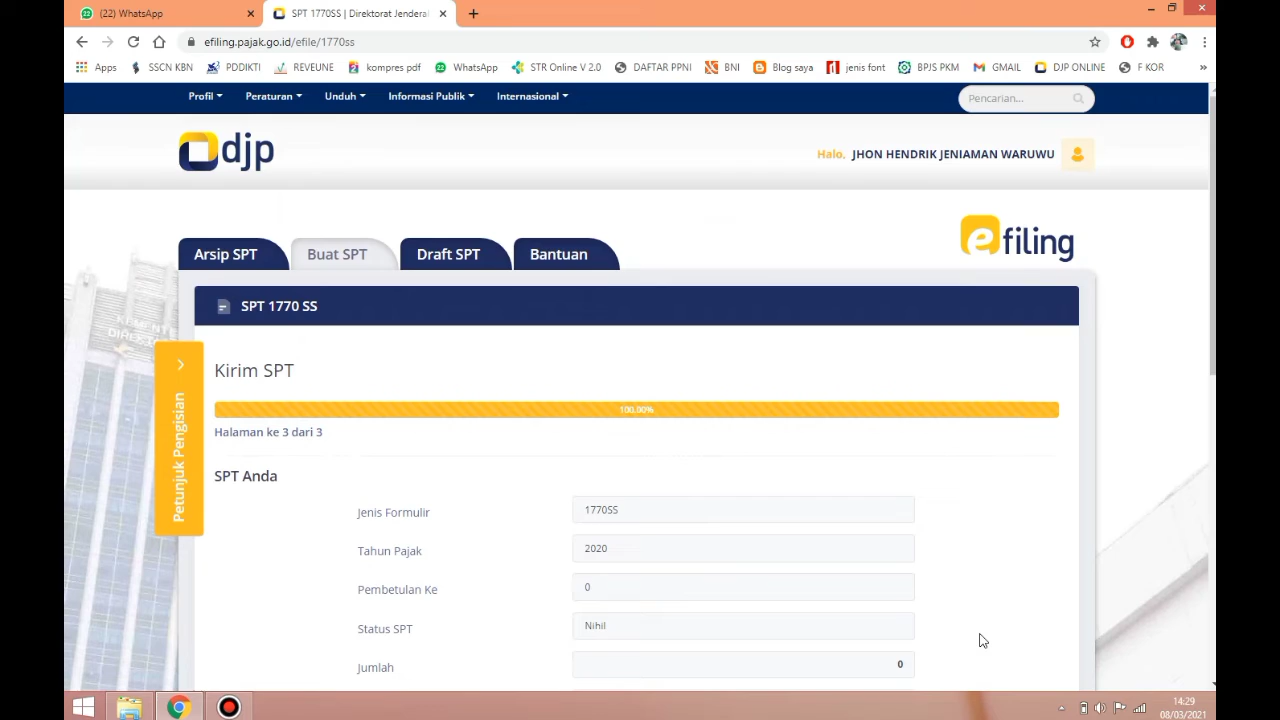 (22) WhatsApp
SPT 1770SS | Direktorat Jendera
efiling.pajak.go.id/efile/1770ss
Apps
SSCN KBN
PDDIKTI
REVEUNE
kompres pdf
WhatsApp
STR Online V 2.0
DAFTAR PPNI
BNI
Blog saya
jenis font
BPJS PKM
GMAIL
DJP ONLINE
F KOR
»
Profil
Peraturan
Unduh
Informasi Publik
Internasional
Pencarian...
djp
Halo, JHON HENDRIK JENIAMAN WARUWU
efiling
Arsip SPT
Buat SPT
Draft SPT
Bantuan
SPT 1770 SS
Petunjuk Pengisian
Kirim SPT
100.00%
Halaman ke 3 dari 3
SPT Anda
Jenis Formulir
1770SS
Tahun Pajak
2020
Pembetulan Ke
0
Status SPT
Nihil
Jumlah
0
14:29
08/03/2021